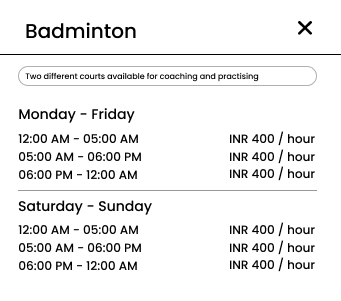 Badminton
Two different courts available for coaching and practising
Monday - Friday
12:00 AM - 05:00 AM INR 400 / hour
05:00 AM - 06:00 PM INR 400 / hour
06:00 PM - 12:00 AM INR 400 / hour
Saturday - Sunday
12:00 AM - 05:00 AM INR 400 / hour
05:00 AM - 06:00 PM INR 400 / hour
06:00 PM - 12:00 AM INR 400 / hour